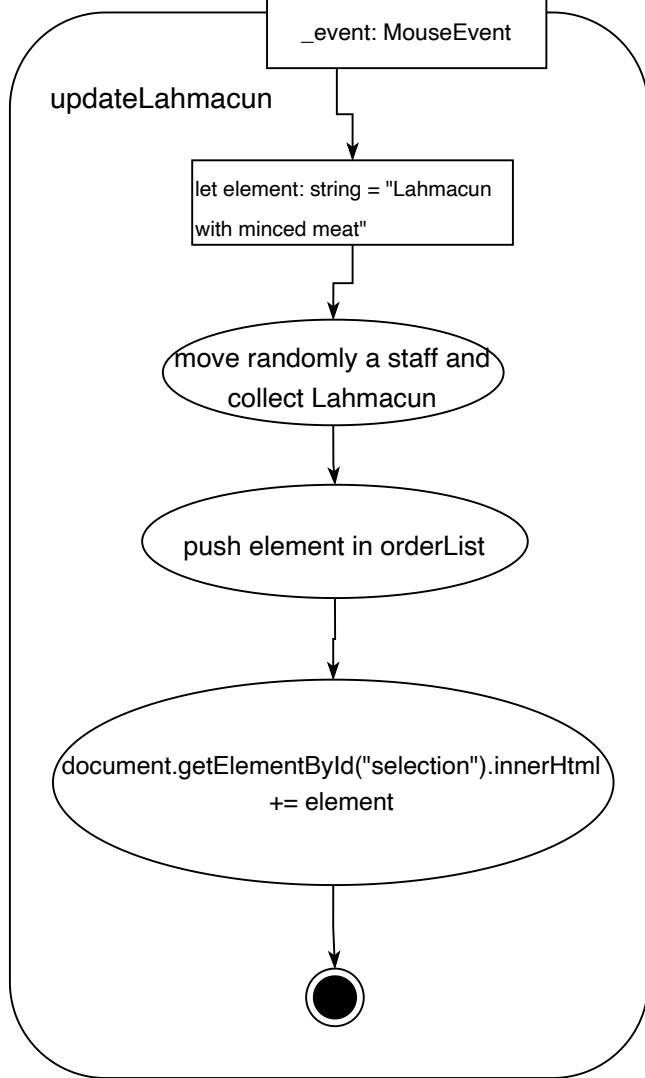 _event: MouseEvent
updateLahmacun
let element: string = "Lahmacun
with minced meat"
move randomly a staff and
collect Lahmacun
push element in orderList
document.getElementById("selection").innerHtml
+= element